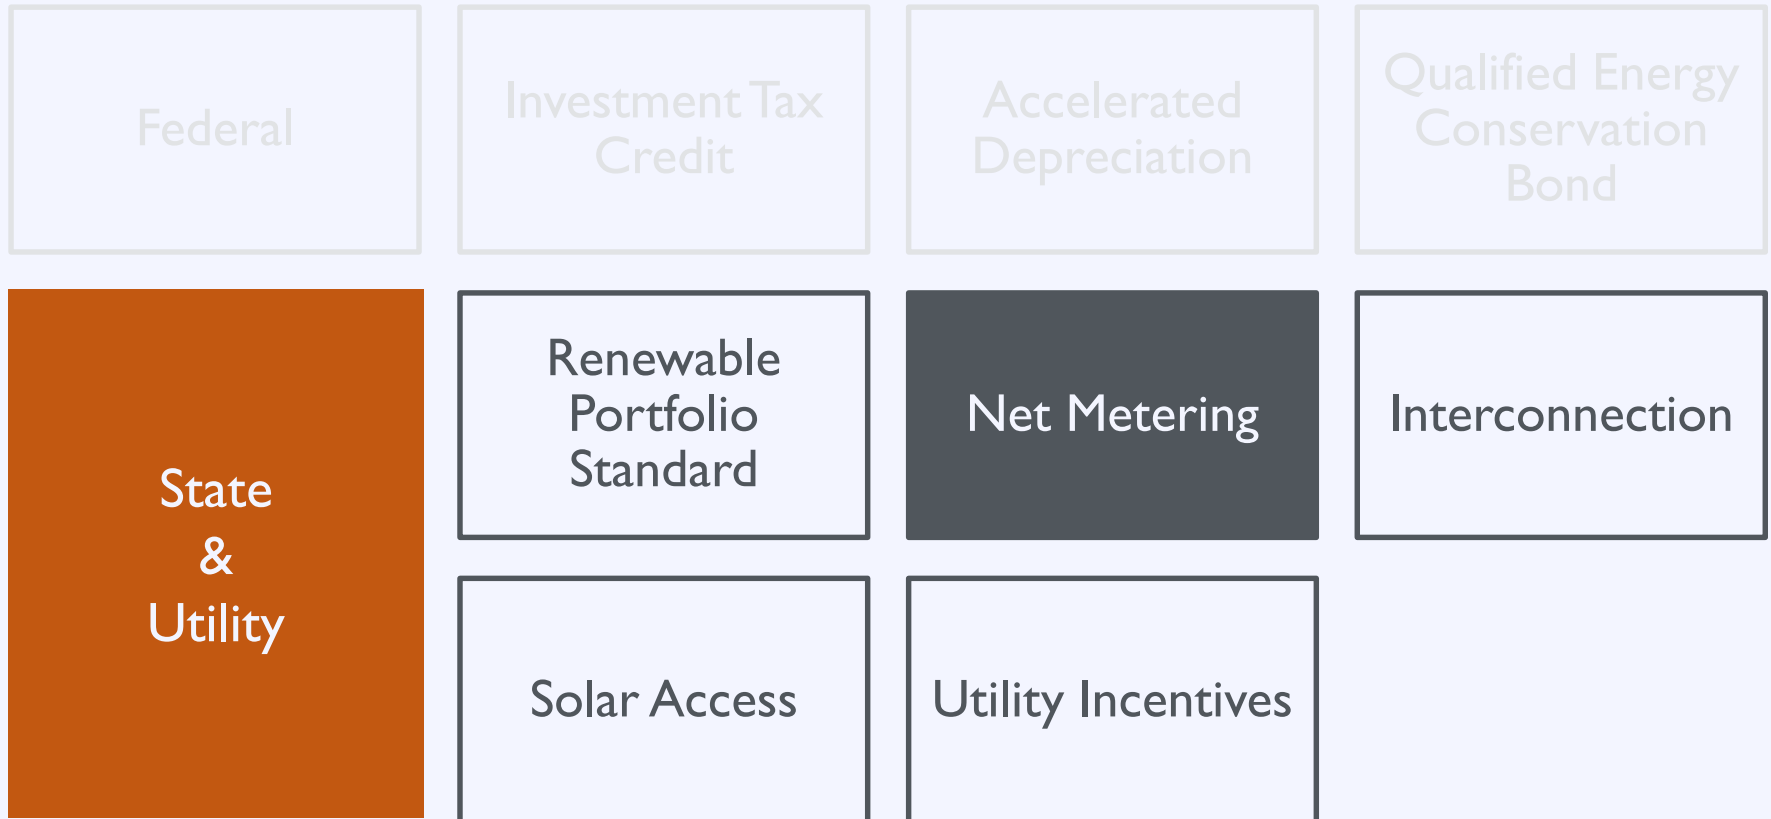 Federal
Investment Tax
Credit
Accelerated
Depreciation
Qualified Energy
Conservation
Bond
State
&
Utility
Renewable
Portfolio
Standard
Net Metering
Interconnection
Solar Access
Utility Incentives